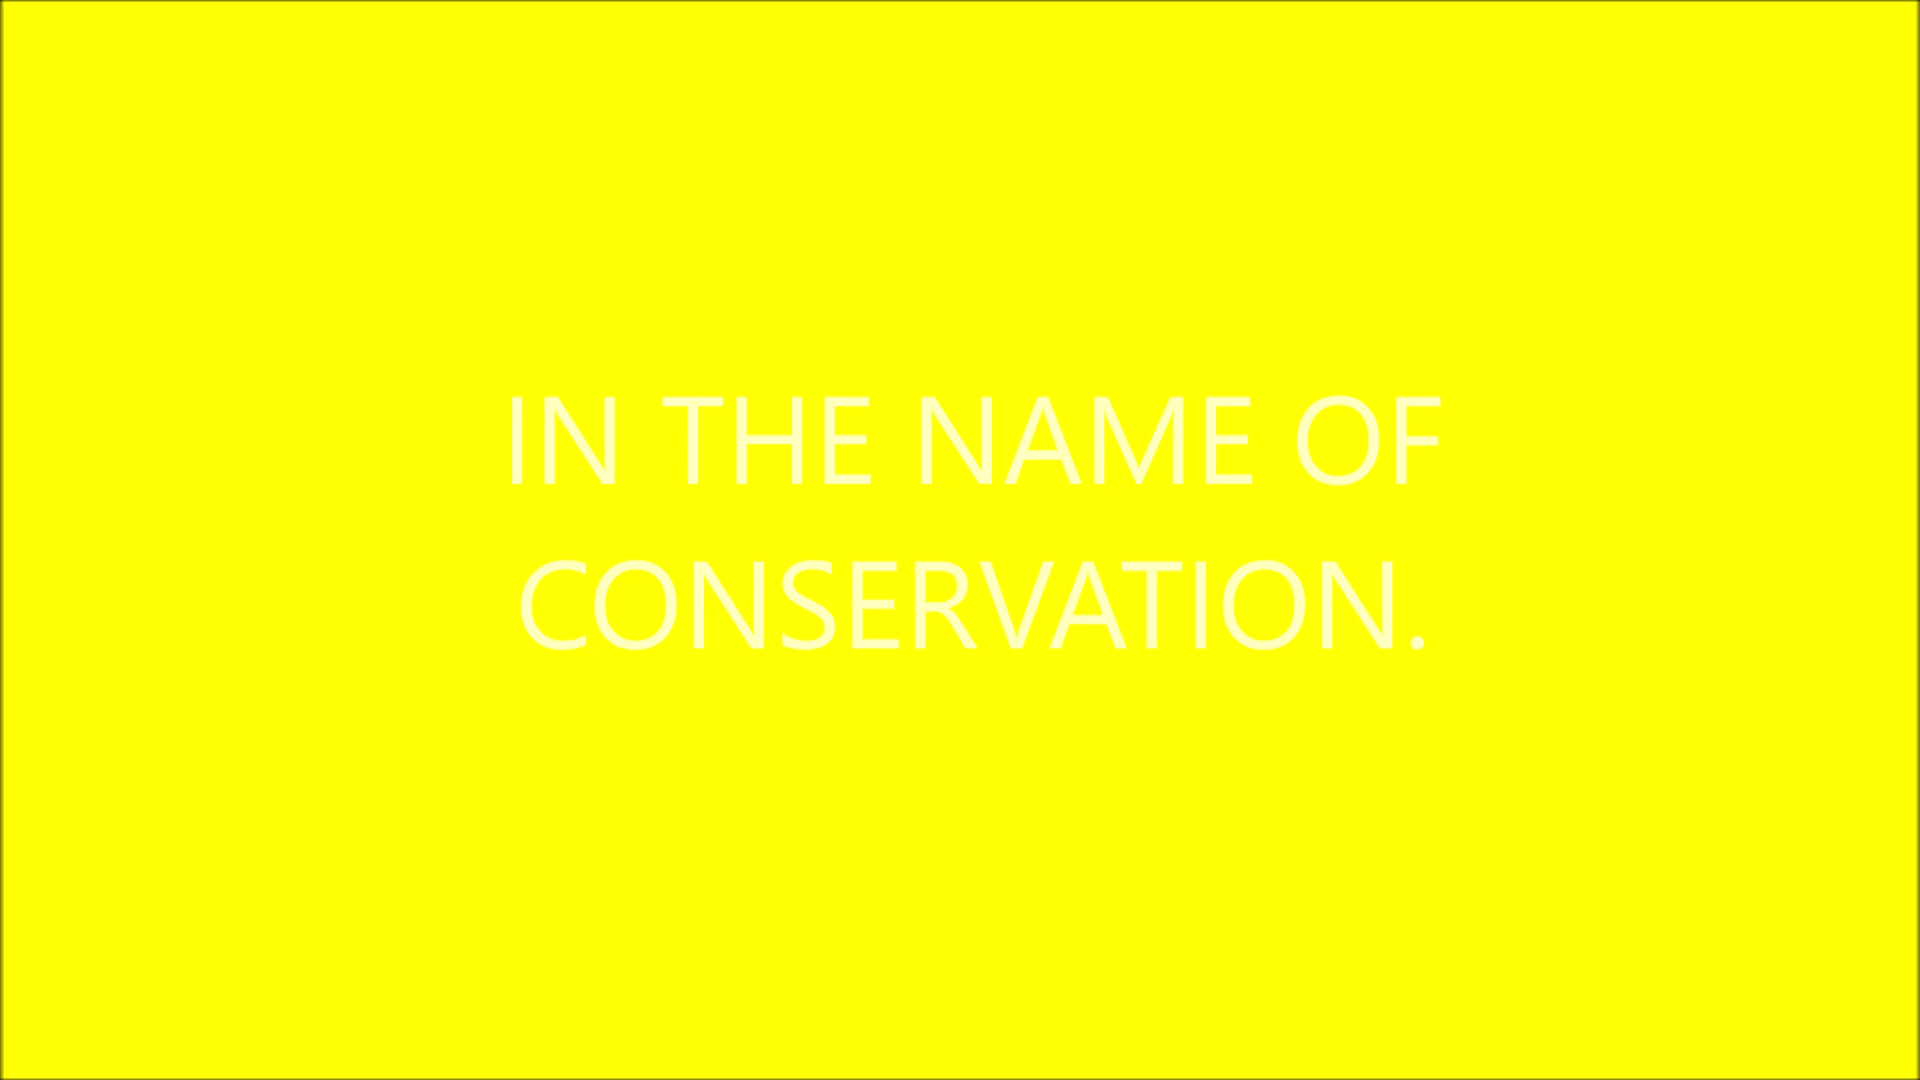 IN THE NAME OF
CONSERVATION.